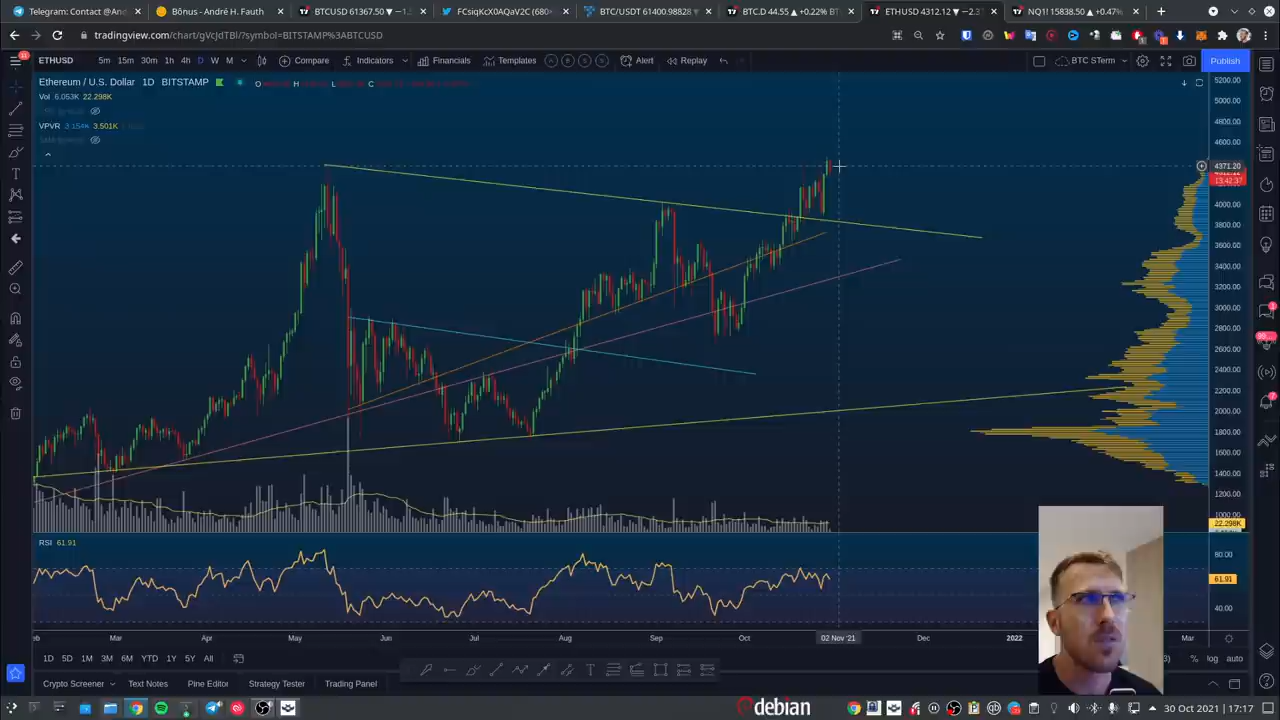 Telegram: Contact @An
Bônus - André H. Fauth
BTCUSD 61367.50 ▼ −1.
FCsiqKcX0AQaV2C (680×
BTC/USDT 61400.98828
BTC.D 44.55 ▲ +0.22% B
ETHUSD 4312.12 ▼ −2.3
NQ1! 15838.50 ▲ +0.47%
tradingview.com/chart/gVcJdTBl/?symbol=BITSTAMP%3ABTCUSD
11
ETHUSD
5m 15m 30m 1h 4h D W M
Compare
Indicators
Financials
Templates
Alert
Replay
BTC STerm
Publish
Ethereum / U.S. Dollar 1D BITSTAMP
O H L C
Vol 6.053K 22.298K
VPVR 3.154K 3.501K
5200.00
5000.00
4800.00
4600.00
4371.20
13:42:37
4000.00
3800.00
3600.00
3400.00
3200.00
3000.00
2800.00
2600.00
2400.00
2200.00
2000.00
1800.00
1600.00
1400.00
1200.00
1000.00
22.298K
RSI 61.91
80.00
61.91
40.00
Mar Apr May Jun Jul Aug Sep Oct 02 Nov '21 Dec 2022 Mar
1D 5D 1M 3M 6M YTD 1Y 5Y All
% log auto
Crypto Screener Text Notes Pine Editor Strategy Tester Trading Panel
debian
30 Oct 2021 17:17